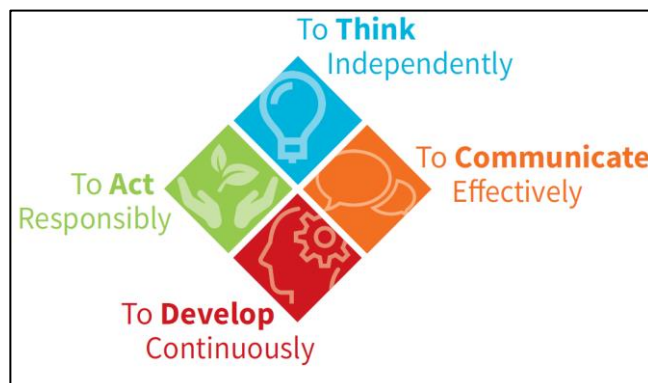 To Think
Independently
To Communicate
Effectively
To Act
Responsibly
To Develop
Continuously